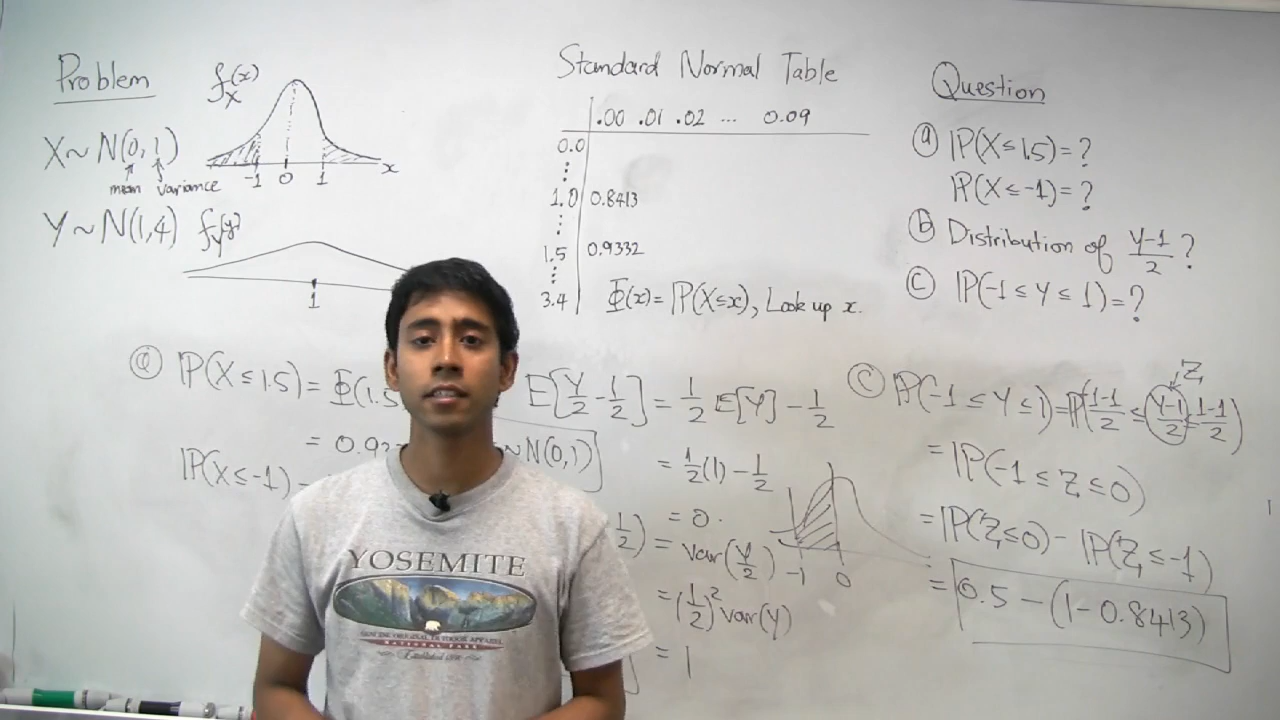 Problem
f_X(x)
X ~ N(0, 1)
mean variance
-1 0 1 x
Y ~ N(1,4) f_Y(y)
1
Standard Normal Table
.00 .01 .02 ... 0.09
0.0
1.0 0.8413
1.5 0.9332
3.4 Φ(x) = P(X ≤ x), Look up x.
Question
ⓐ P(X ≤ 1.5) = ?
P(X ≤ -1) = ?
ⓑ Distribution of (Y-1)/2 ?
ⓒ P(-1 ≤ Y ≤ 1) = ?
ⓐ P(X ≤ 1.5) = Φ(1.5
= 0.93
P(X ≤ -1)
E[Y/2 - 1/2] = 1/2 E[Y] - 1/2
N(0,1)
= 1/2(1) - 1/2
= 0.
= var(Y/2)
= (1/2)² var(Y)
= 1
-1 0
ⓒ P(-1 ≤ Y ≤ 1) = P((-1-1)/2 ≤ (Y-1)/2 ≤ (1-1)/2)
Z
= P(-1 ≤ Z ≤ 0)
= P(Z ≤ 0) - P(Z ≤ -1)
= 0.5 - (1 - 0.8413)
YOSEMITE
NATIONAL PARK